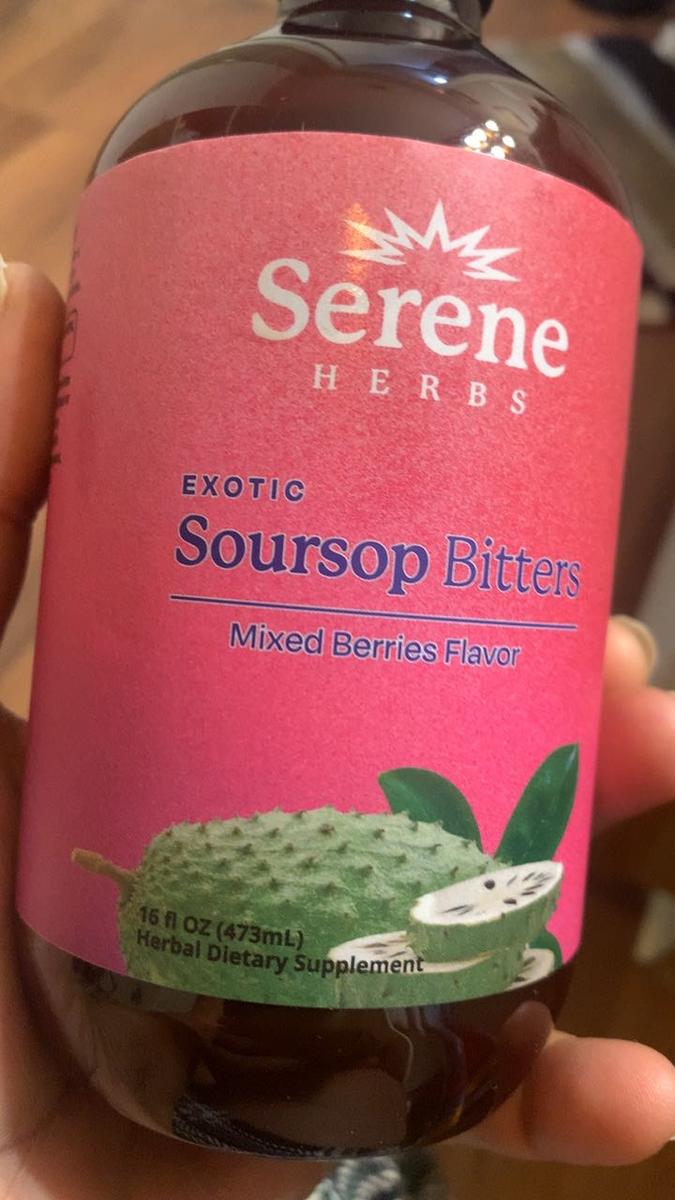 Serene
HERBS
EXOTIC
Soursop Bitters
Mixed Berries Flavor
16 fl OZ (473mL)
Herbal Dietary Supplement